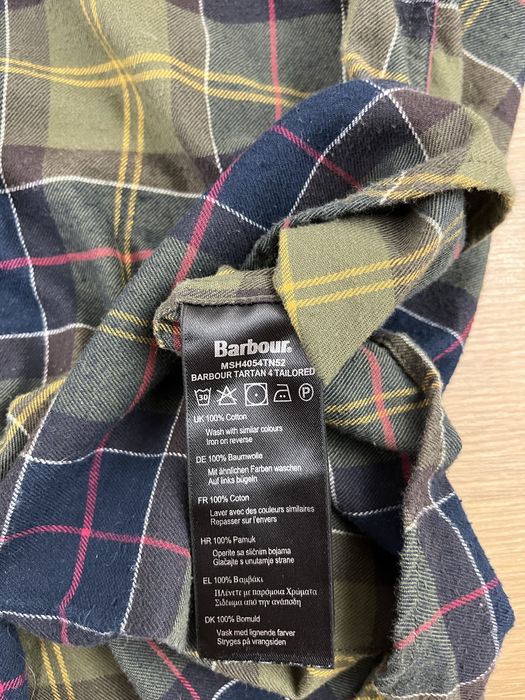 Barbour.
MSH4054TN52
BARBOUR TARTAN 4 TAILORED
30 P
UK 100% Cotton
Wash with similar colours
Iron on reverse
DE 100% Baumwolle
Mit ähnlichen Farben waschen
Auf links bügeln
FR 100% Coton
Laver avec des couleurs similaires
Repasser sur l'envers
HR 100% Pamuk
Operite sa sličnim bojama
Glačajte s unutarnje strane
EL 100% Βαμβάκι
Πλένετε με παρόμοια Χρώματα
Σιδέωμα από την ανάποδη
DK 100% Bomuld
Vask med lignende farver
Stryges på vrangsiden